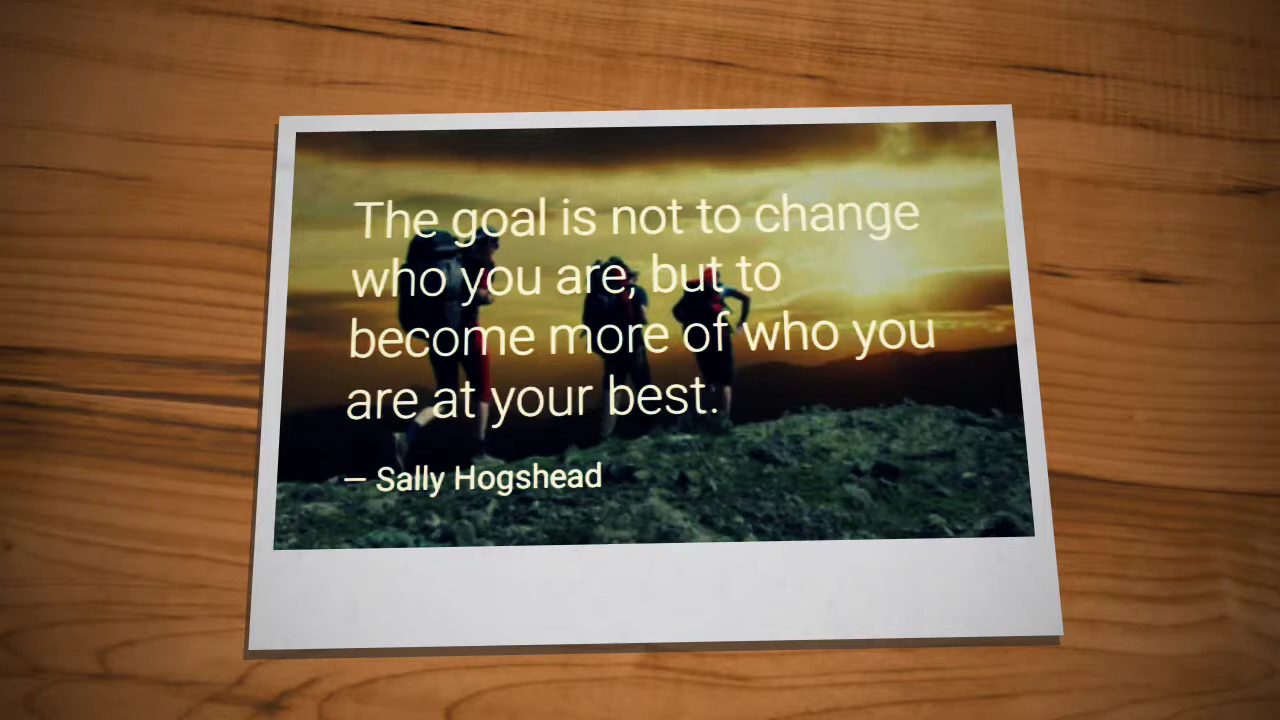 The goal is not to change
who you are, but to
become more of who you
are at your best.
— Sally Hogshead